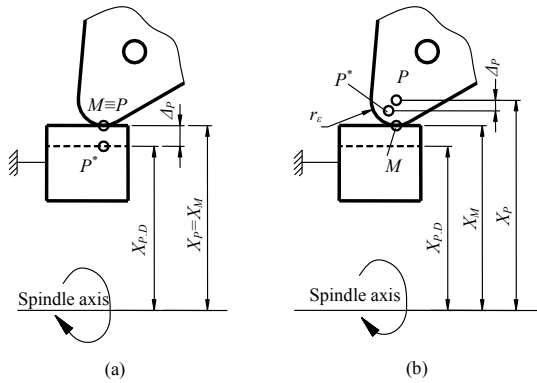 M≡P
P*
Δ_P
X_{P.D}
X_P=X_M
Spindle axis
(a)
P*
P
Δ_P
r_ε
M
X_{P.D}
X_M
X_P
Spindle axis
(b)